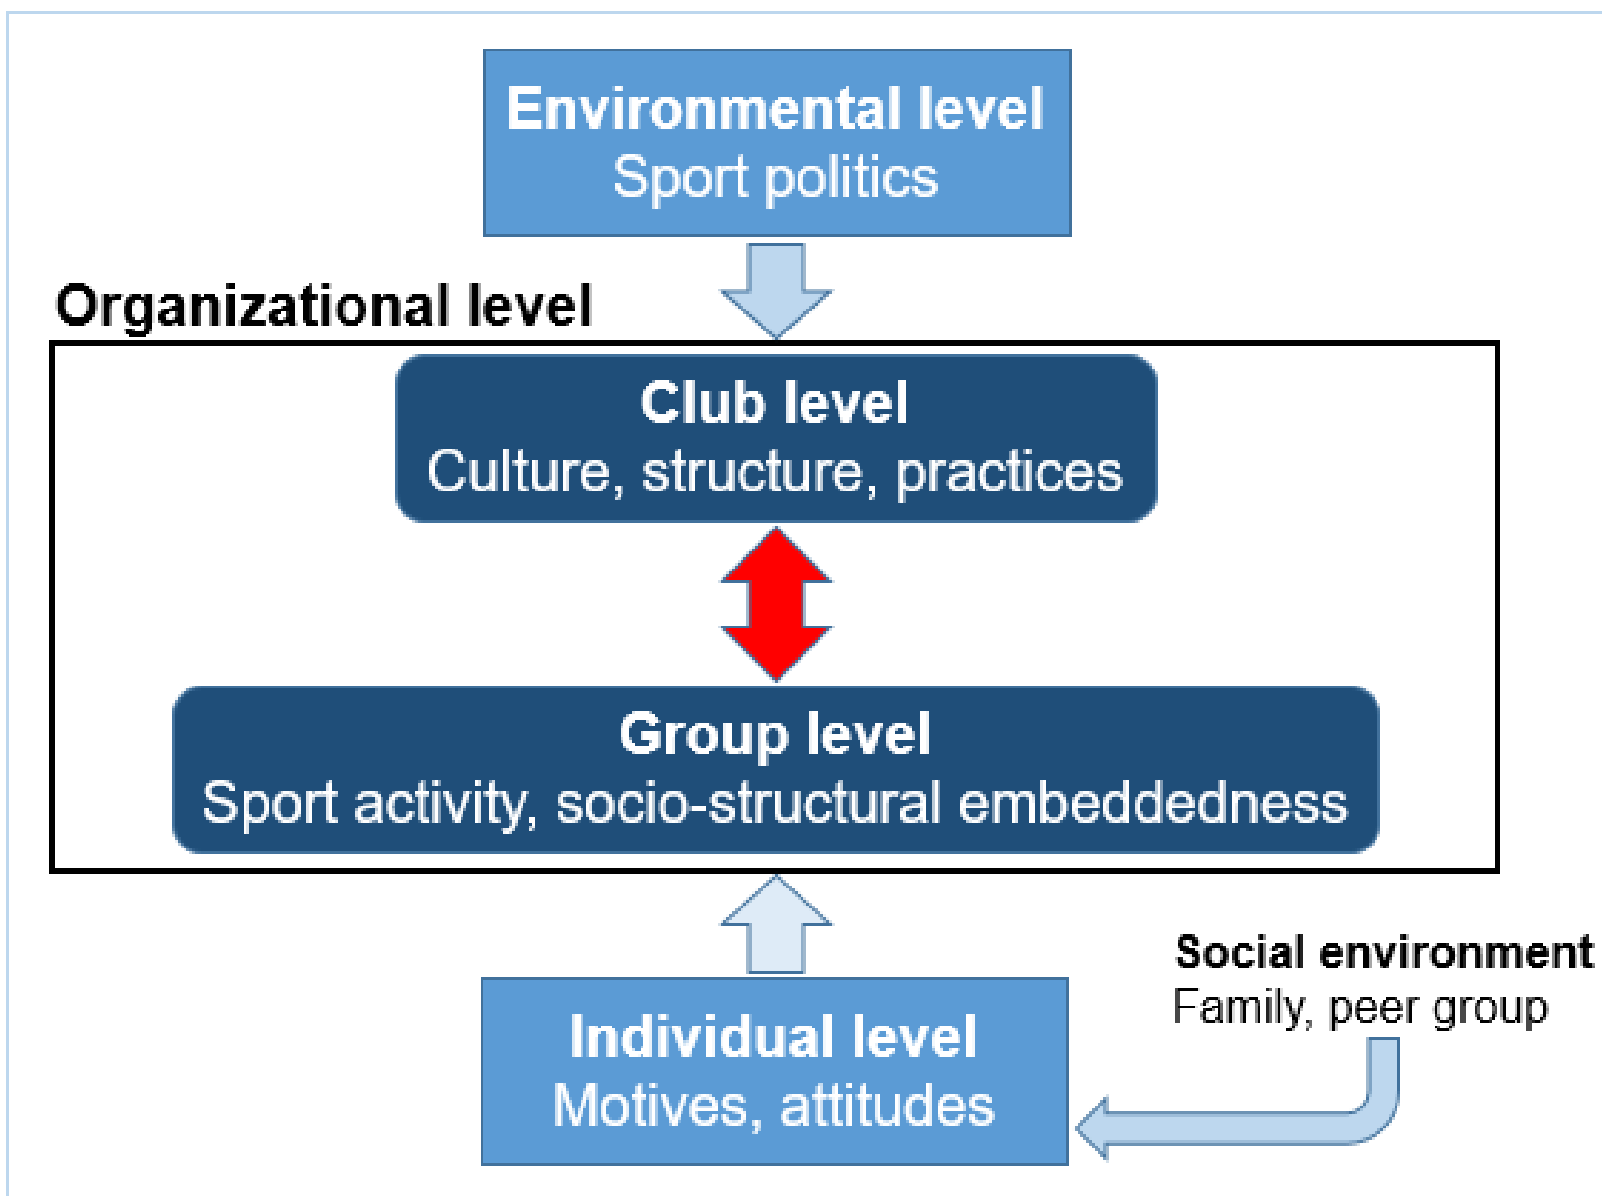 Environmental level
Sport politics
Organizational level
Club level
Culture, structure, practices
Group level
Sport activity, socio-structural embeddedness
Social environment
Family, peer group
Individual level
Motives, attitudes